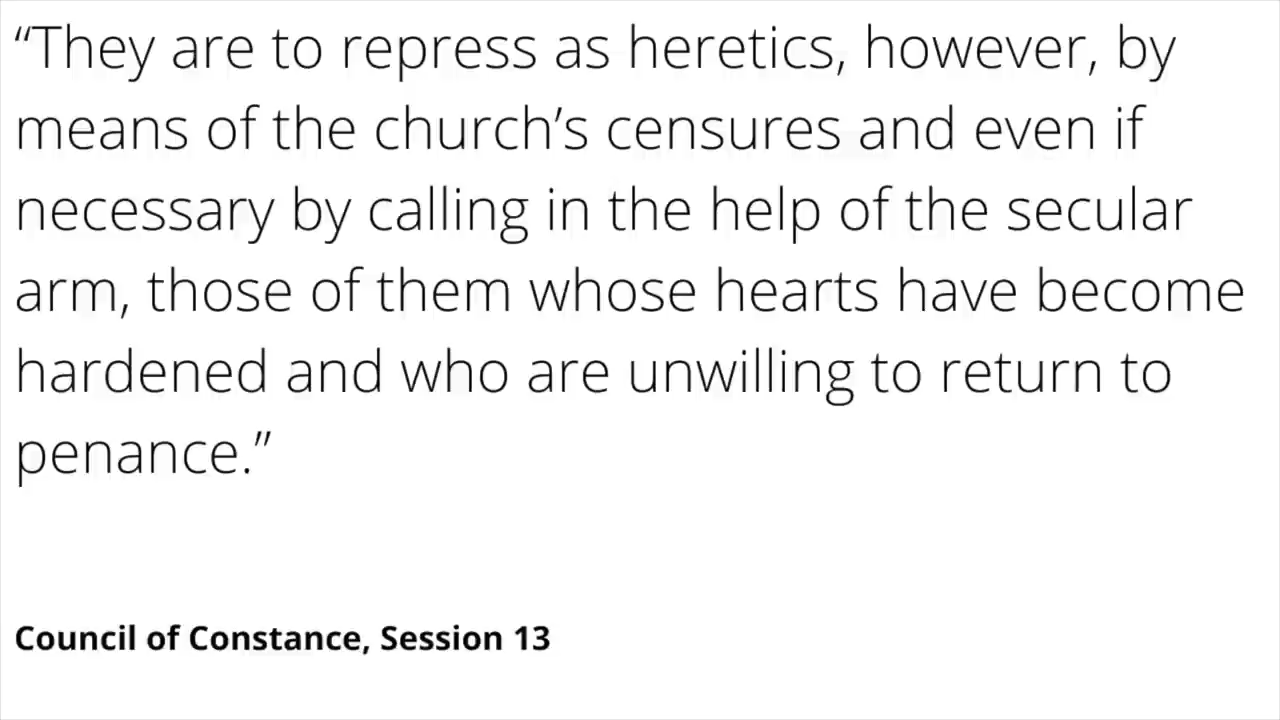 “They are to repress as heretics, however, by
means of the church’s censures and even if
necessary by calling in the help of the secular
arm, those of them whose hearts have become
hardened and who are unwilling to return to
penance.”
Council of Constance, Session 13